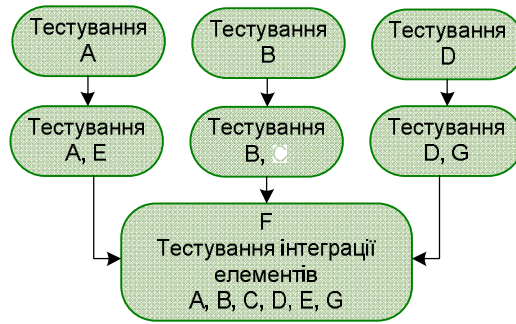 Тестування
A
Тестування
B
Тестування
D
Тестування
A, E
Тестування
B,
Тестування
D, G
F
Тестування інтеграції
елементів
A, B, C, D, E, G